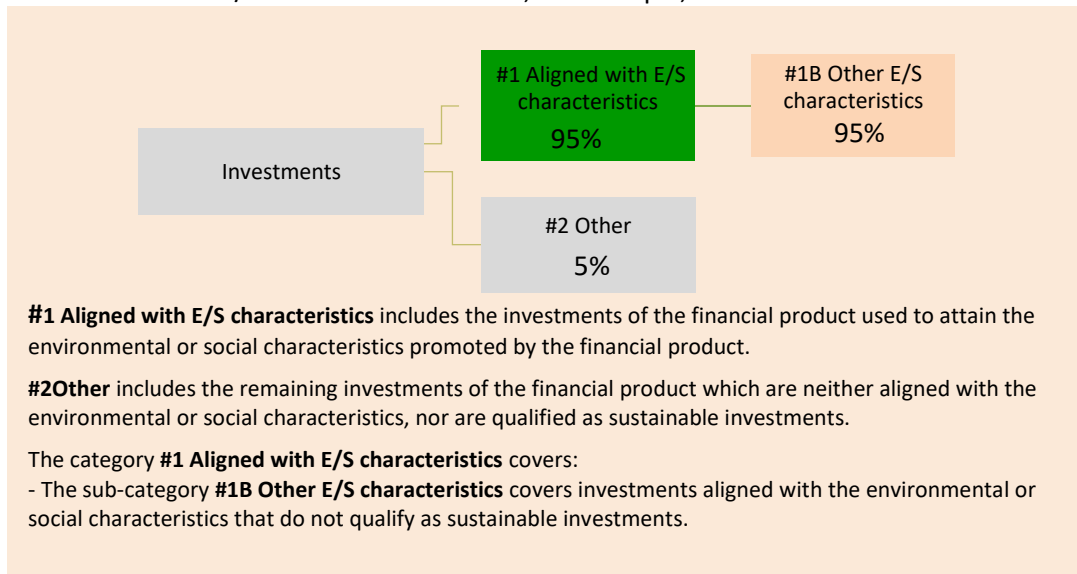 #1 Aligned with E/S
characteristics
95%
#1B Other E/S
characteristics
95%
Investments
#2 Other
5%
#1 Aligned with E/S characteristics includes the investments of the financial product used to attain the
environmental or social characteristics promoted by the financial product.
#2Other includes the remaining investments of the financial product which are neither aligned with the
environmental or social characteristics, nor are qualified as sustainable investments.
The category #1 Aligned with E/S characteristics covers:
- The sub-category #1B Other E/S characteristics covers investments aligned with the environmental or
social characteristics that do not qualify as sustainable investments.